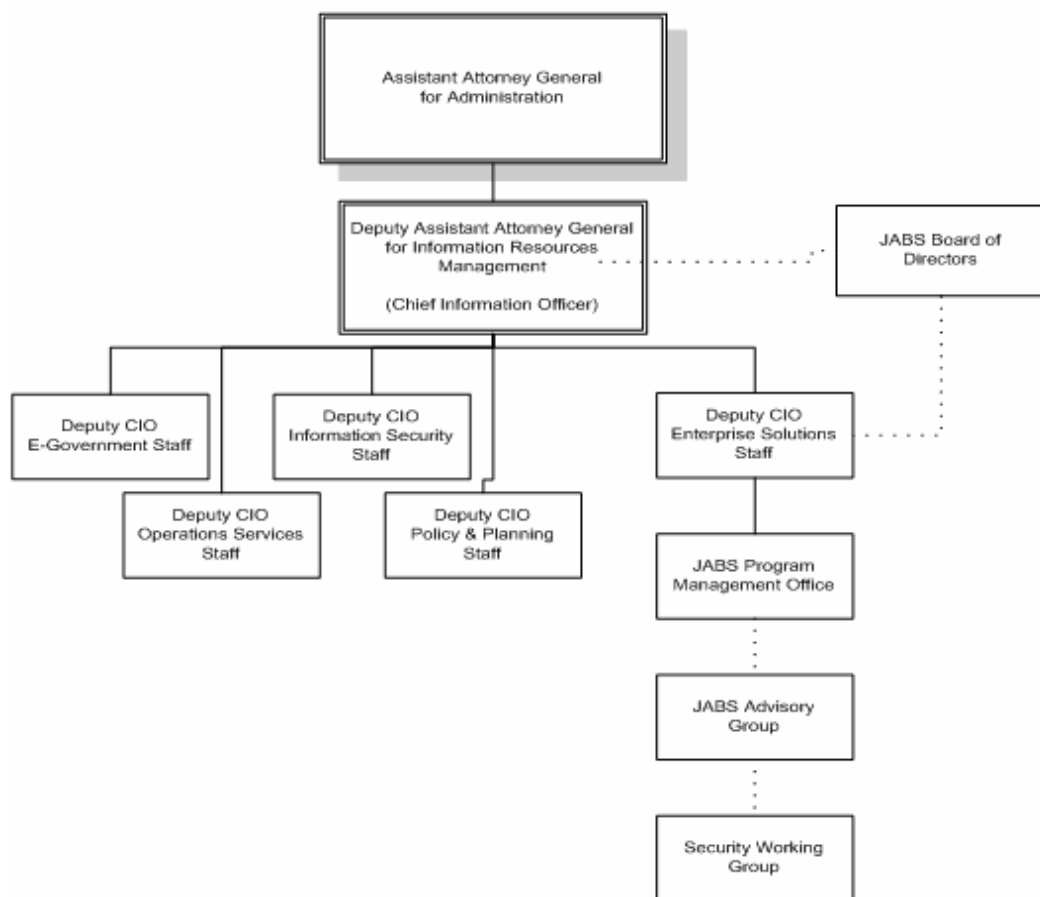 Assistant Attorney General
for Administration
Deputy Assistant Attorney General
for Information Resources
Management
(Chief Information Officer)
JABS Board of
Directors
Deputy CIO
E-Government Staff
Deputy CIO
Information Security
Staff
Deputy CIO
Enterprise Solutions
Staff
Deputy CIO
Operations Services
Staff
Deputy CIO
Policy & Planning
Staff
JABS Program
Management Office
JABS Advisory
Group
Security Working
Group